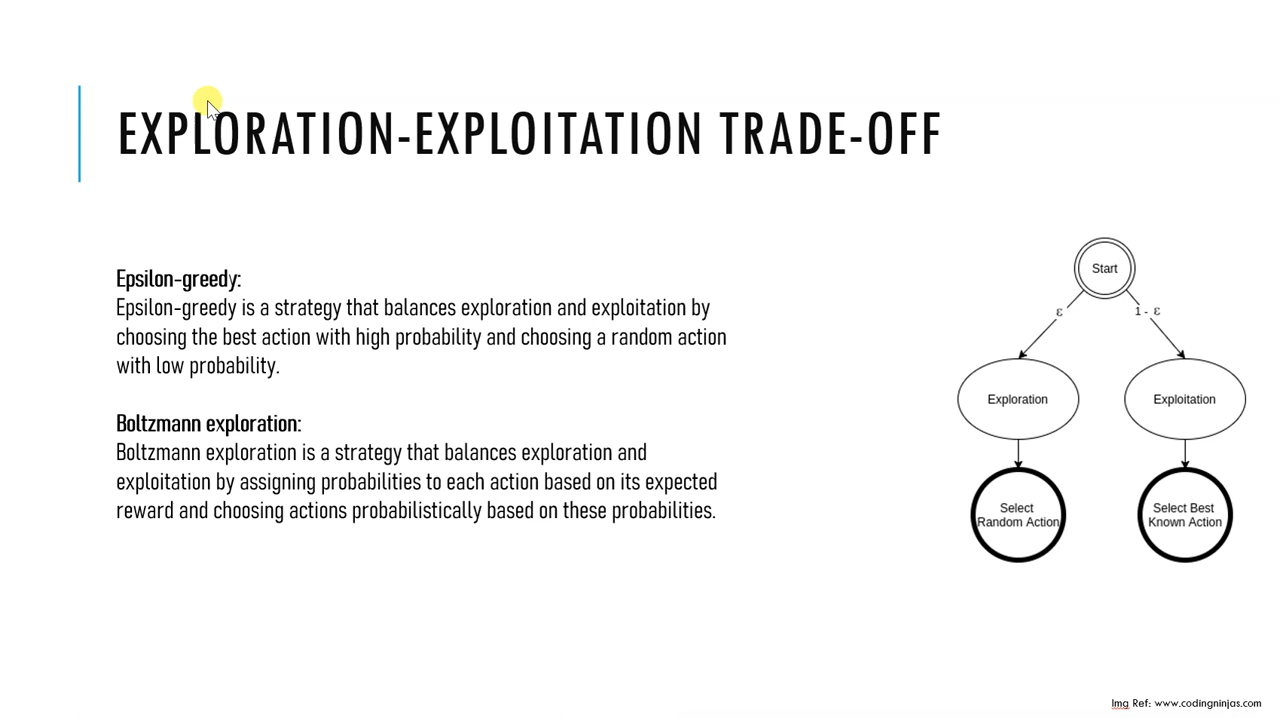 EXPLORATION-EXPLOITATION TRADE-OFF
Epsilon-greedy:
Epsilon-greedy is a strategy that balances exploration and exploitation by
choosing the best action with high probability and choosing a random action
with low probability.
Boltzmann exploration:
Boltzmann exploration is a strategy that balances exploration and
exploitation by assigning probabilities to each action based on its expected
reward and choosing actions probabilistically based on these probabilities.
Start
ε
1 - ε
Exploration
Exploitation
Select
Random Action
Select Best
Known Action
Img Ref: www.codingninjas.com